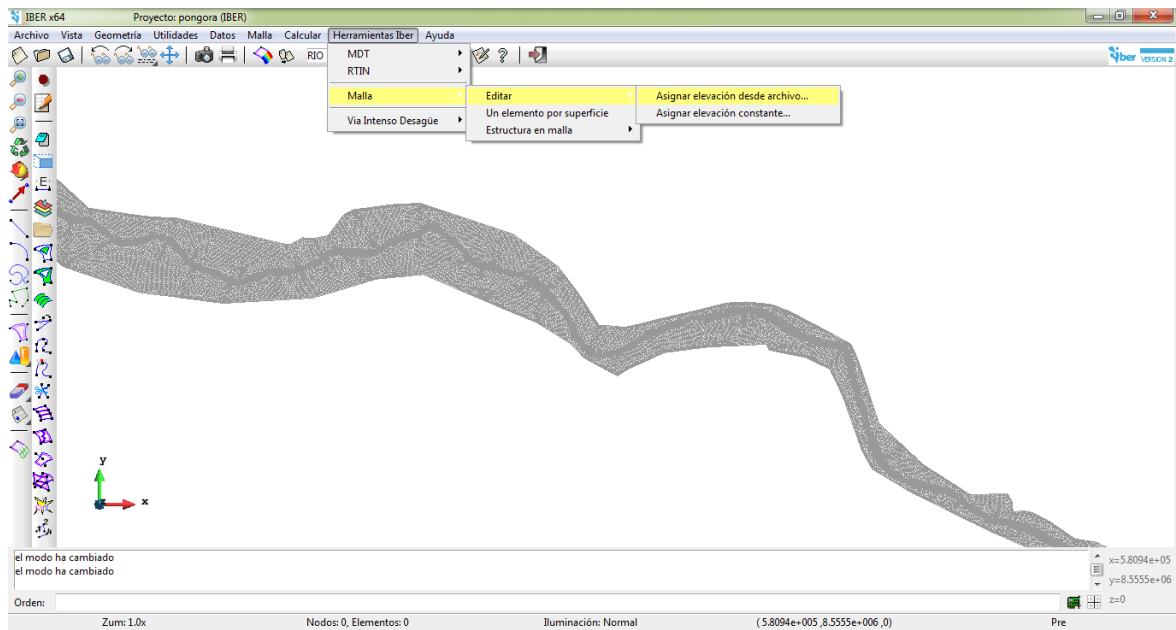 IBER x64 Proyecto: pongora (IBER)
Archivo Vista Geometría Utilidades Datos Malla Calcular Herramientas Iber Ayuda
RIO
iber VERSION 2
MDT
RTIN
Malla
Vía Intenso Desagüe
Editar
Un elemento por superficie
Estructura en malla
Asignar elevación desde archivo...
Asignar elevación constante...
E
y
x
el modo ha cambiado
el modo ha cambiado
x=5.8094e+05
y=8.5555e+06
z=0
Orden:
Zum: 1.0x Nodos: 0, Elementos: 0 Iluminación: Normal ( 5.8094e+005 ,8.5555e+006 ,0) Pre